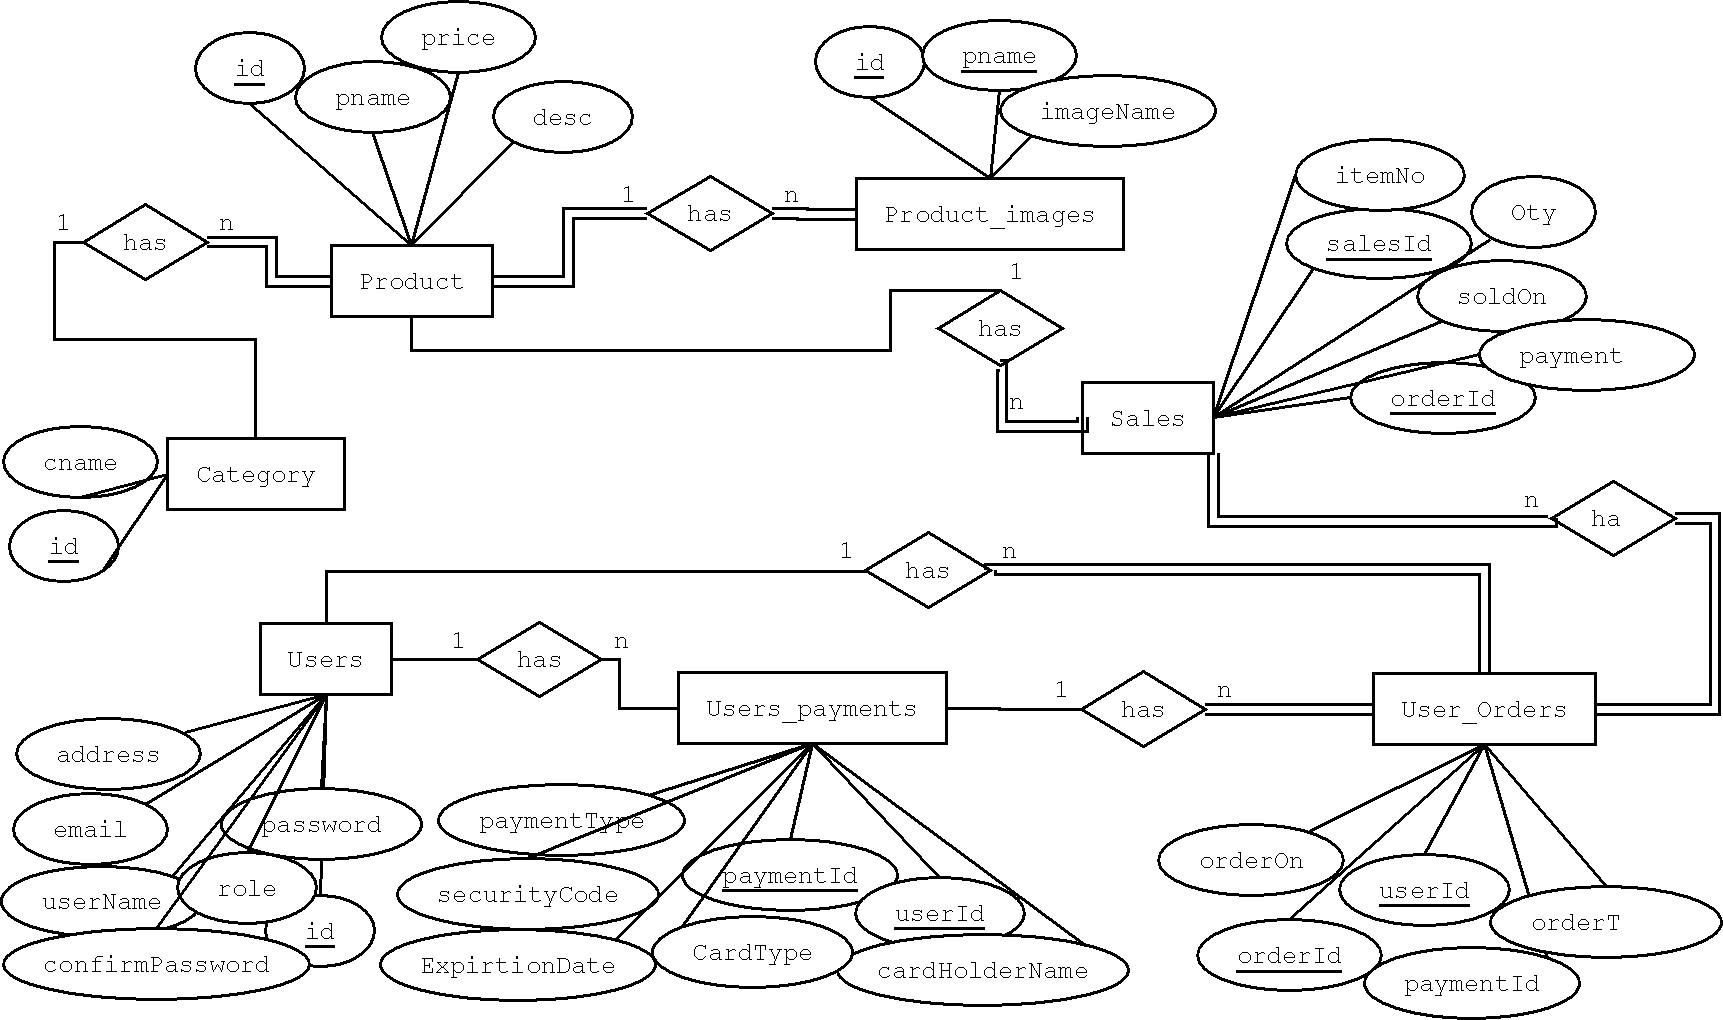 price
id
pname
desc
id
pname
imageName
1
has
n
1
has
n
Product
Product_images
itemNo
Oty
salesId
soldOn
payment
orderId
1
has
n
Sales
cname
id
Category
n
ha
1
has
n
Users
1
has
n
Users_payments
1
has
n
User_Orders
address
email
password
userName
role
id
confirmPassword
paymentType
securityCode
paymentId
userId
ExpirtionDate
CardType
cardHolderName
orderOn
userId
orderT
orderId
paymentId